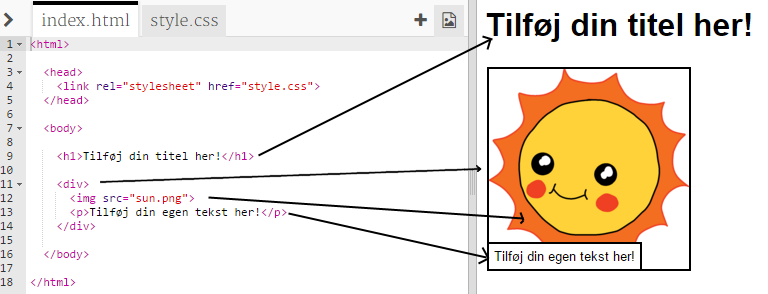 index.html style.css
1 <html>
2
3 <head>
4 <link rel="stylesheet" href="style.css">
5 </head>
6
7 <body>
8
9 <h1>Tilføj din titel her!</h1>
10
11 <div>
12 <img src="sun.png">
13 <p>Tilføj din egen tekst her!</p>
14 </div>
15
16 </body>
17
18 </html>
Tilføj din titel her!
Tilføj din egen tekst her!